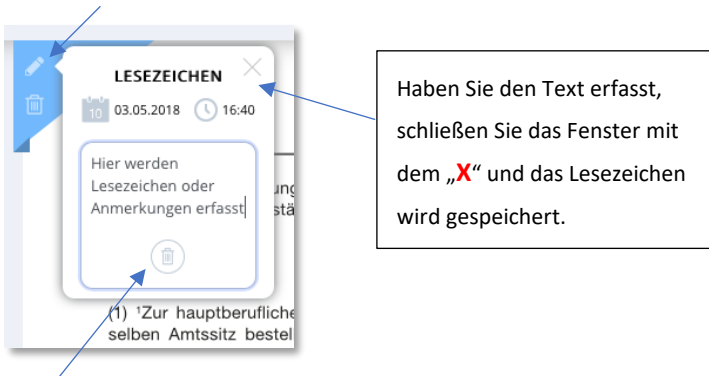 LESEZEICHEN
10 03.05.2018 16:40
Hier werden
Lesezeichen oder
Anmerkungen erfasst
(1) ¹Zur hauptberufliche
selben Amtssitz bestel
Haben Sie den Text erfasst,
schließen Sie das Fenster mit
dem „X“ und das Lesezeichen
wird gespeichert.